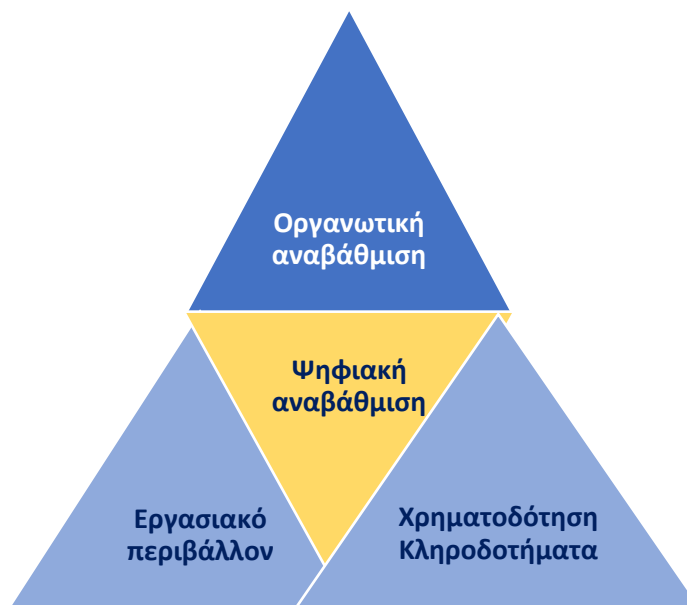 Οργανωτική
αναβάθμιση
Ψηφιακή
αναβάθμιση
Εργασιακό
περιβάλλον
Χρηματοδότηση
Κληροδοτήματα